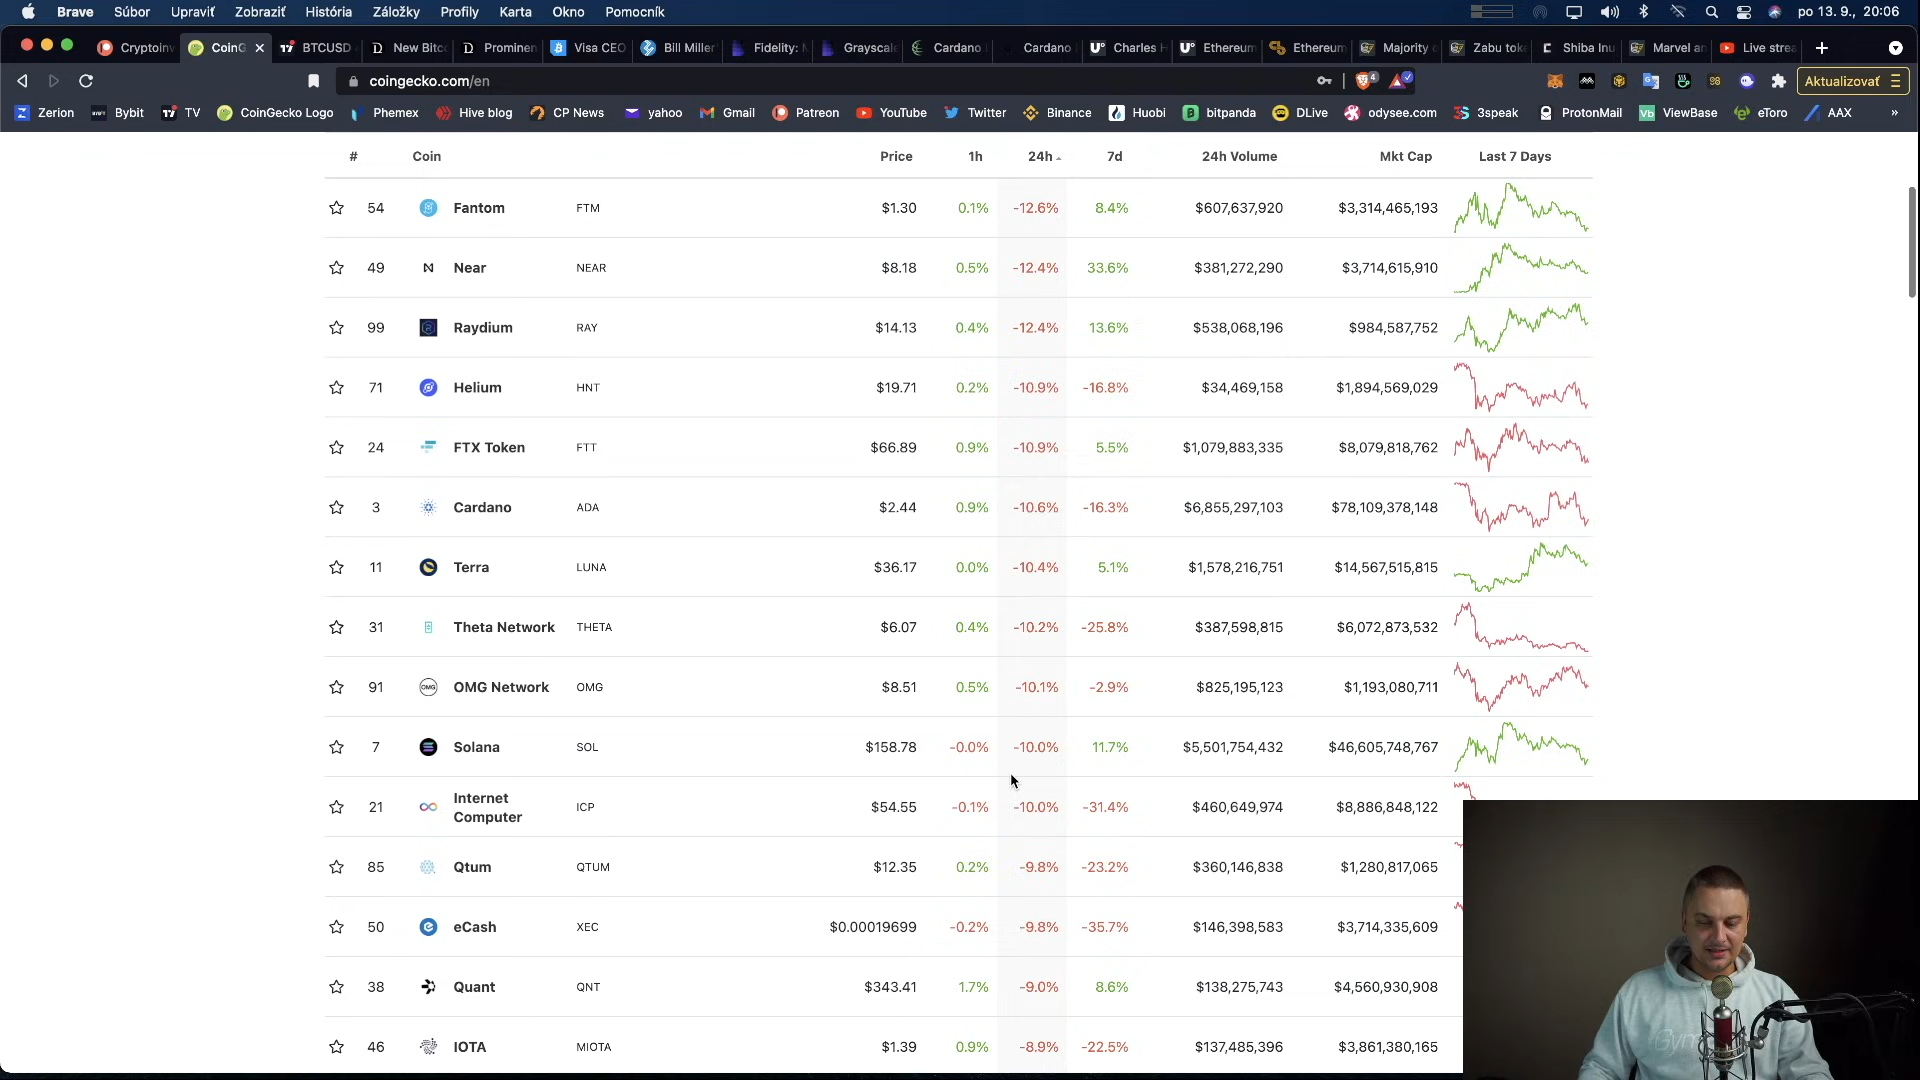 Brave Súbor Upraviť Zobraziť História Záložky Profily Karta Okno Pomocník po 13. 9., 20:06
Cryptoinv CoinG BTCUSD New Bitc Prominen Visa CEO Bill Miller Fidelity: M Grayscale Cardano Cardano Charles H Ethereum Ethereum Majority o Zabu toke Shiba Inu Marvel an Live strea
coingecko.com/en 4 Aktualizovať
Zerion Bybit TV CoinGecko Logo Phemex Hive blog CP News yahoo Gmail Patreon YouTube Twitter Binance Huobi bitpanda DLive odysee.com 3speak ProtonMail ViewBase eToro AAX »
# Coin Price 1h 24h 7d 24h Volume Mkt Cap Last 7 Days
54 Fantom FTM $1.30 0.1% -12.6% 8.4% $607,637,920 $3,314,465,193
49 Near NEAR $8.18 0.5% -12.4% 33.6% $381,272,290 $3,714,615,910
99 Raydium RAY $14.13 0.4% -12.4% 13.6% $538,068,196 $984,587,752
71 Helium HNT $19.71 0.2% -10.9% -16.8% $34,469,158 $1,894,569,029
24 FTX Token FTT $66.89 0.9% -10.9% 5.5% $1,079,883,335 $8,079,818,762
3 Cardano ADA $2.44 0.9% -10.6% -16.3% $6,855,297,103 $78,109,378,148
11 Terra LUNA $36.17 0.0% -10.4% 5.1% $1,578,216,751 $14,567,515,815
31 Theta Network THETA $6.07 0.4% -10.2% -25.8% $387,598,815 $6,072,873,532
91 OMG Network OMG $8.51 0.5% -10.1% -2.9% $825,195,123 $1,193,080,711
7 Solana SOL $158.78 -0.0% -10.0% 11.7% $5,501,754,432 $46,605,748,767
21 Internet Computer ICP $54.55 -0.1% -10.0% -31.4% $460,649,974 $8,886,848,122
85 Qtum QTUM $12.35 0.2% -9.8% -23.2% $360,146,838 $1,280,817,065
50 eCash XEC $0.00019699 -0.2% -9.8% -35.7% $146,398,583 $3,714,335,609
38 Quant QNT $343.41 1.7% -9.0% 8.6% $138,275,743 $4,560,930,908
46 IOTA MIOTA $1.39 0.9% -8.9% -22.5% $137,485,396 $3,861,380,165